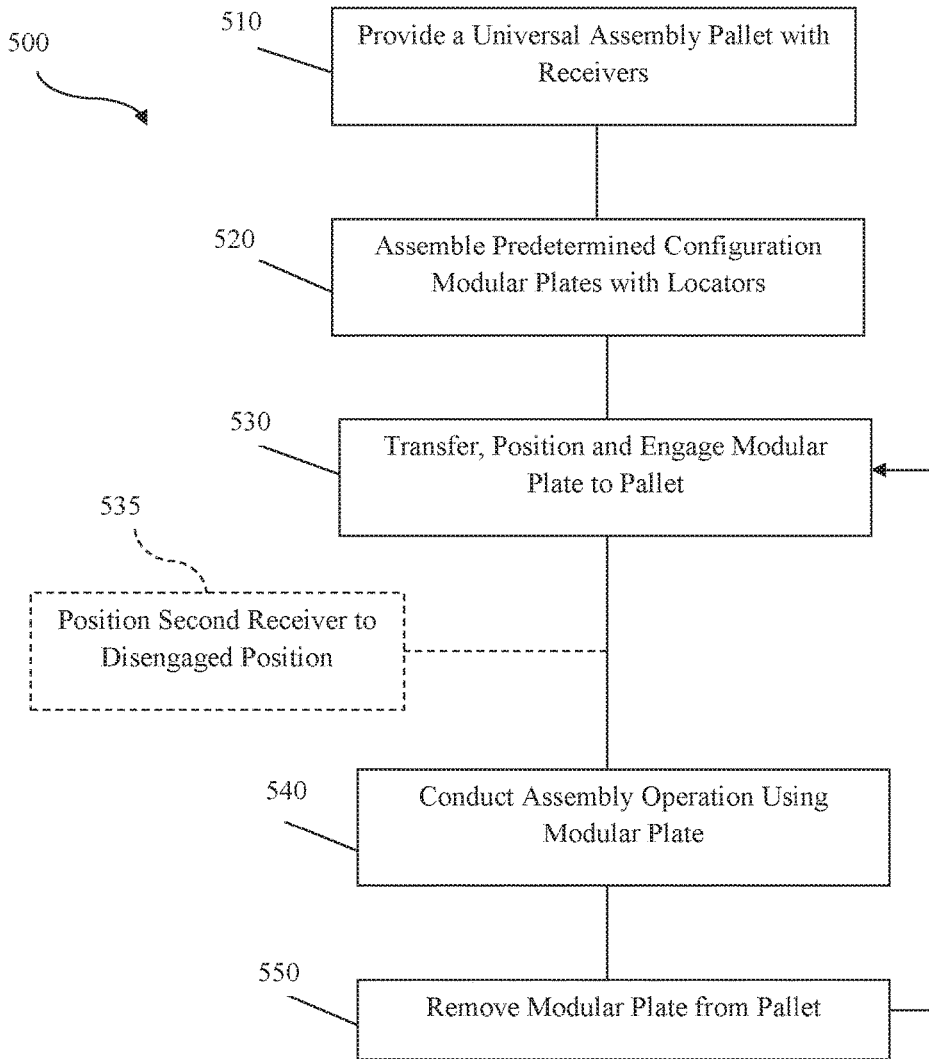 500
510
Provide a Universal Assembly Pallet with
Receivers
520
Assemble Predetermined Configuration
Modular Plates with Locators
530
Transfer, Position and Engage Modular
Plate to Pallet
535
Position Second Receiver to
Disengaged Position
540
Conduct Assembly Operation Using
Modular Plate
550
Remove Modular Plate from Pallet